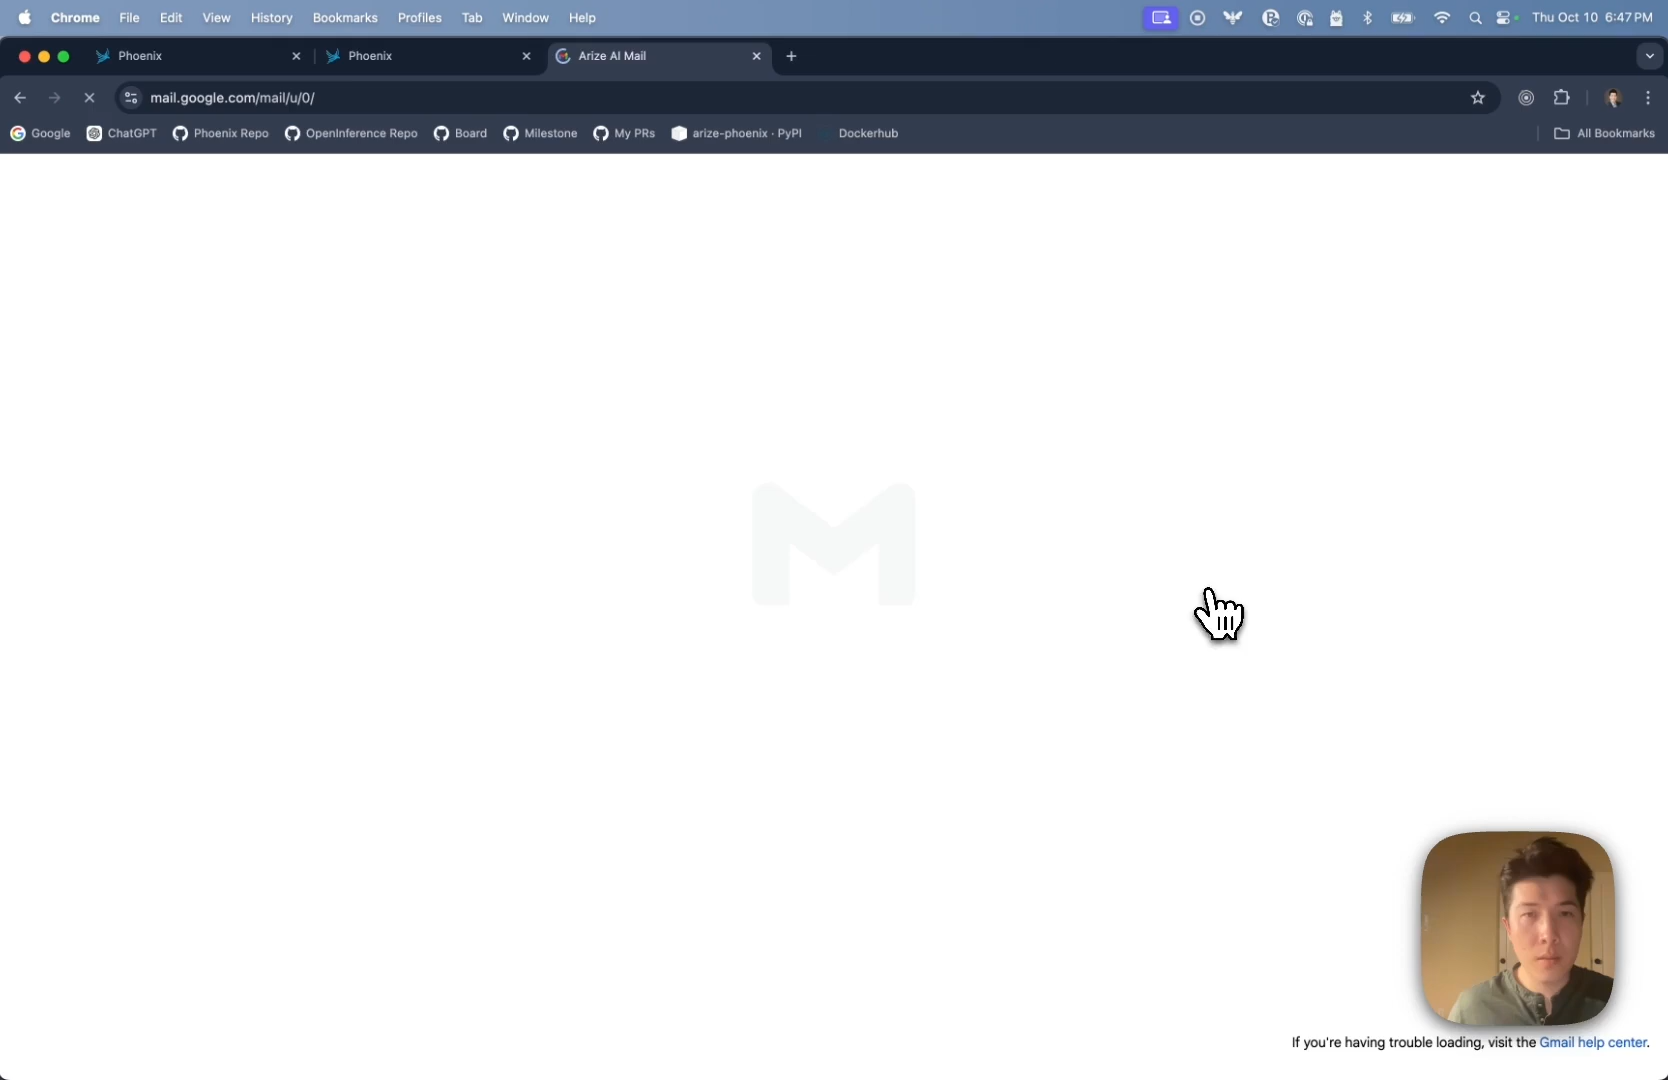 Chrome File Edit View History Bookmarks Profiles Tab Window Help Thu Oct 10 6:47 PM
Phoenix Phoenix Arize AI Mail
mail.google.com/mail/u/0/
Google ChatGPT Phoenix Repo OpenInference Repo Board Milestone My PRs arize-phoenix · PyPI Dockerhub All Bookmarks
If you're having trouble loading, visit the Gmail help center.